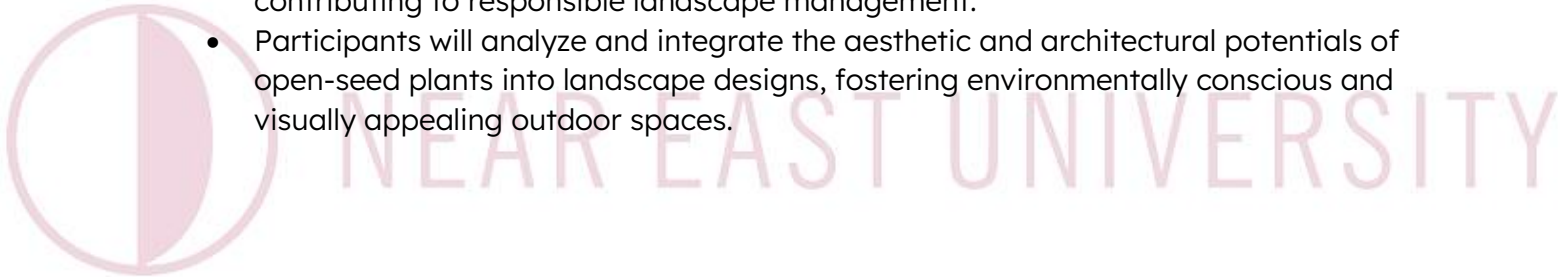 contributing to responsible landscape management.
• Participants will analyze and integrate the aesthetic and architectural potentials of
open-seed plants into landscape designs, fostering environmentally conscious and
visually appealing outdoor spaces.
NEAR EAST UNIVERSITY